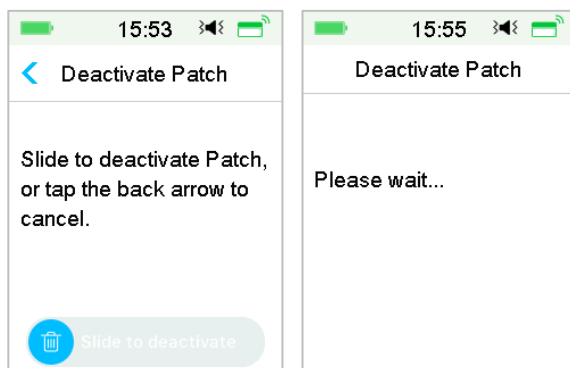 15:53
Deactivate Patch
Slide to deactivate Patch,
or tap the back arrow to
cancel.
Slide to deactivate
15:55
Deactivate Patch
Please wait...